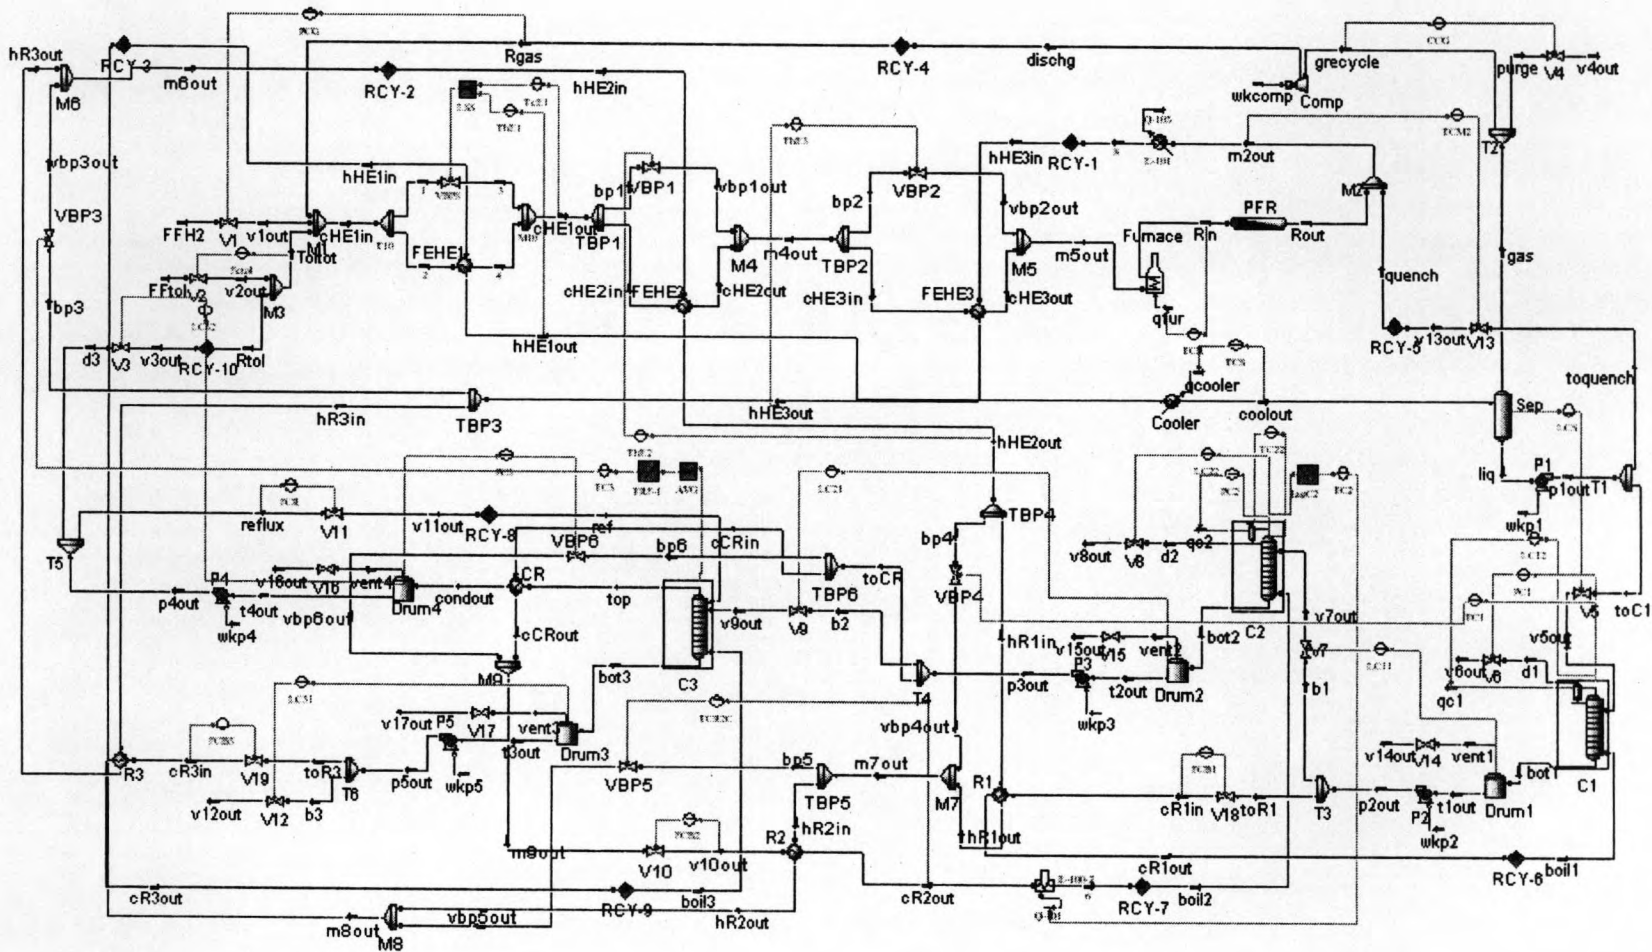 hR3out
RCY-3
M6
m6out
RCY-2
hHE2in
Rgas
RCY-4
dischg
grecycle
purge
V4
v4out
wkcomp
Comp
T2
vbp3out
VBP3
bp3
hHE1in
1
3
2
4
FFH2
V1
v1out
M1
cHE1in
FEHE1
cHE1out
TBP1
bp1
VBP1
vbp1out
M4
m4out
cHE2in
FEHE2
cHE2out
TBP2
bp2
VBP2
vbp2out
M5
m5out
cHE3in
FEHE3
cHE3out
hHE3in
RCY-1
m2out
M2
PFR
Furnace
Rin
Rout
qfur
quench
gas
Toltot
FFtol
V2
v2out
M3
d3
V3
v3out
RCY-10
Rtol
hHE1out
RCY-5
v13out
V13
toquench
qcooler
Cooler
coolout
Sep
hR3in
TBP3
hHE3out
hHE2out
liq
P1
p1out
T1
wkp1
reflux
V11
v11out
RCY-8
ref
cCRin
VBP6
bp6
TBP6
toCR
TBP4
bp4
VBP4
v8out
V8
d2
qc2
C2
T5
p4out
P4
t4out
wkp4
v16out
V16
vent4
Drum4
vbp6out
condout
CR
top
cCRout
M9
v9out
V9
b2
C3
bot3
T4
p3out
P3
wkp3
t2out
v15out
V15
vent2
Drum2
bot2
hR1in
v7out
V7
b1
V5
toC1
v5out
v6out
V6
d1
qc1
C1
bot1
v17out
V17
vent3
P5
t3out
Drum3
wkp5
p5out
T6
toR3
V19
cR3in
R3
v12out
V12
b3
VBP5
bp5
TBP5
m7out
M7
vbp4out
R1
cR1in
V18
toR1
T3
p2out
P2
wkp2
t1out
v14out
V14
vent1
Drum1
hR2in
R2
hR1out
m9out
V10
v10out
cR1out
RCY-6
boil1
cR3out
RCY-9
boil3
hR2out
cR2out
RCY-7
boil2
m8out
M8
vbp5out